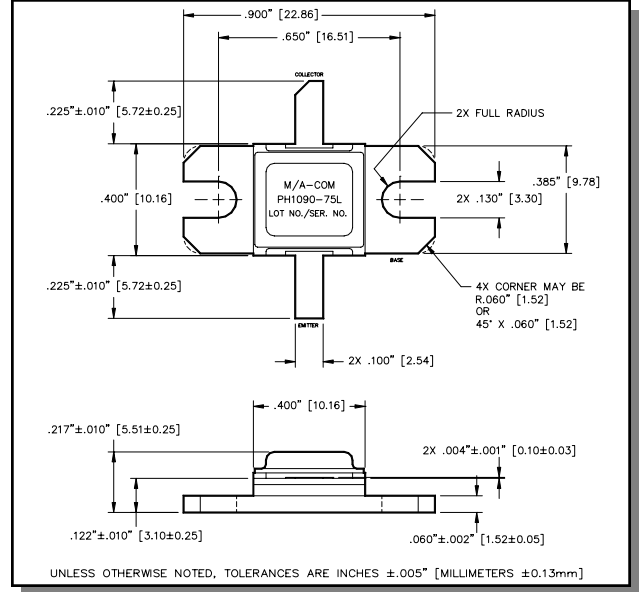 .900" [22.86]
.650" [16.51]
COLLECTOR
.225"±.010" [5.72±0.25]
2X FULL RADIUS
M/A-COM
PH1090-75L
LOT NO./SER. NO.
.400" [10.16]
.385" [9.78]
2X .130" [3.30]
BASE
.225"±.010" [5.72±0.25]
4X CORNER MAY BE
R.060" [1.52]
OR
45° X .060" [1.52]
EMITTER
2X .100" [2.54]
.400" [10.16]
.217"±.010" [5.51±0.25]
2X .004"±.001" [0.10±0.03]
.122"±.010" [3.10±0.25]
.060"±.002" [1.52±0.05]
UNLESS OTHERWISE NOTED, TOLERANCES ARE INCHES ±.005" [MILLIMETERS ±0.13mm]